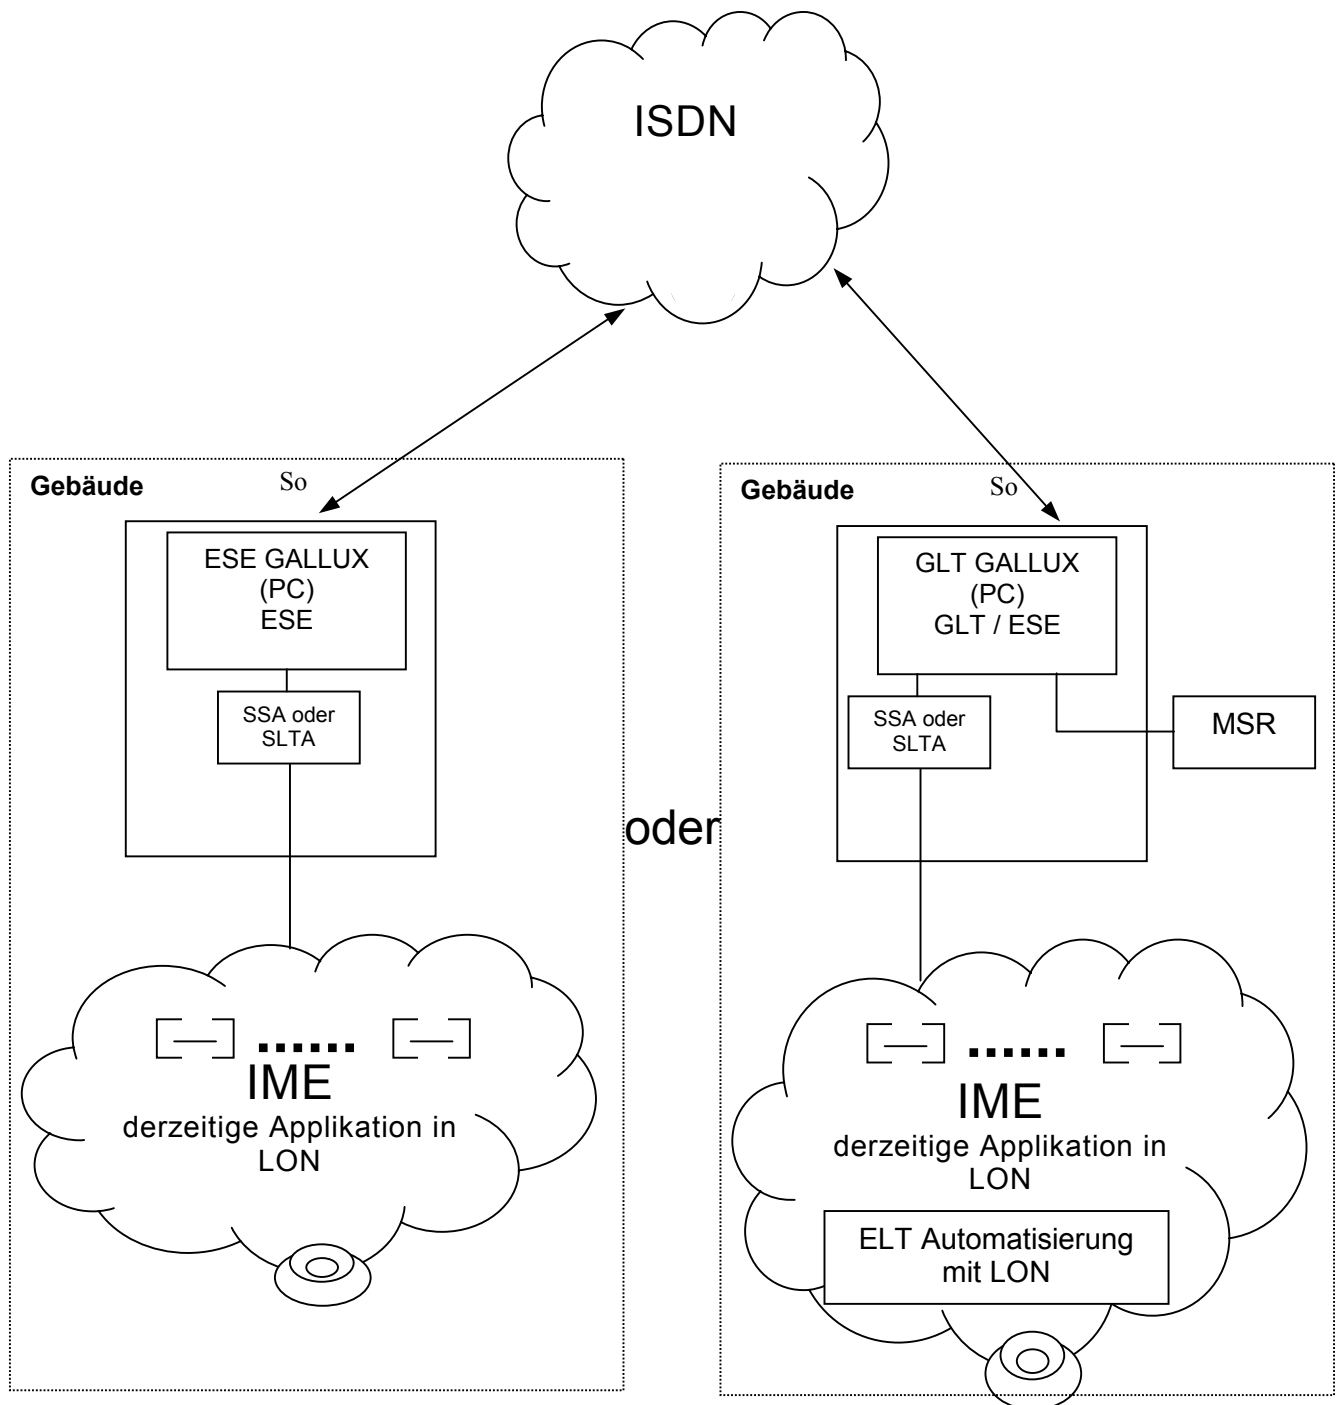 ISDN
Gebäude
So
ESE GALLUX
(PC)
ESE
SSA oder
SLTA
IME
derzeitige Applikation in
LON
oder
Gebäude
So
GLT GALLUX
(PC)
GLT / ESE
SSA oder
SLTA
MSR
IME
derzeitige Applikation in
LON
ELT Automatisierung
mit LON